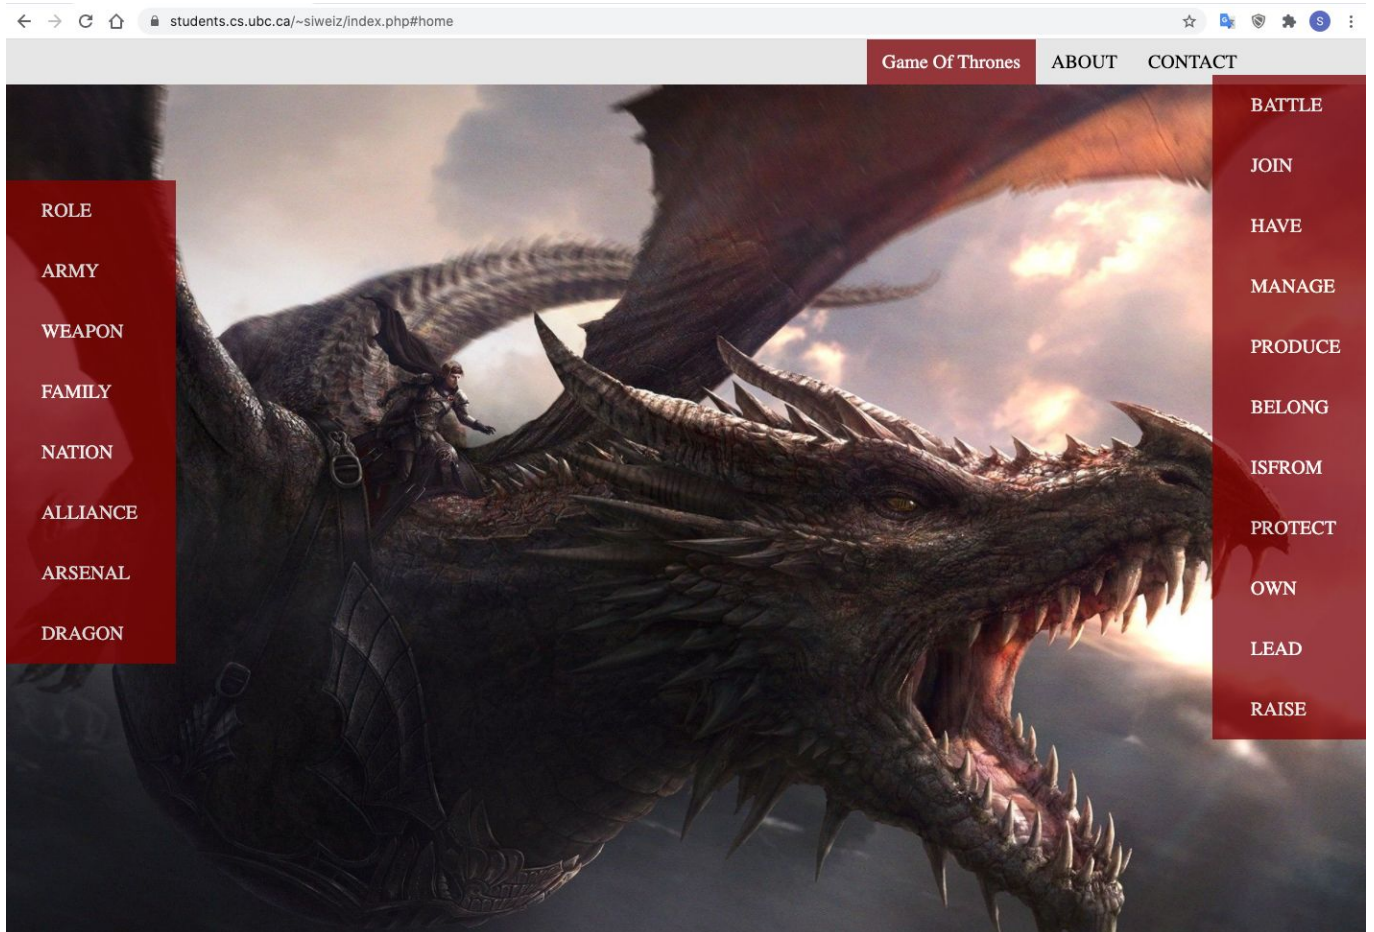 students.cs.ubc.ca/~siweiz/index.php#home
S
Game Of Thrones ABOUT CONTACT
ROLE
ARMY
WEAPON
FAMILY
NATION
ALLIANCE
ARSENAL
DRAGON
BATTLE
JOIN
HAVE
MANAGE
PRODUCE
BELONG
ISFROM
PROTECT
OWN
LEAD
RAISE